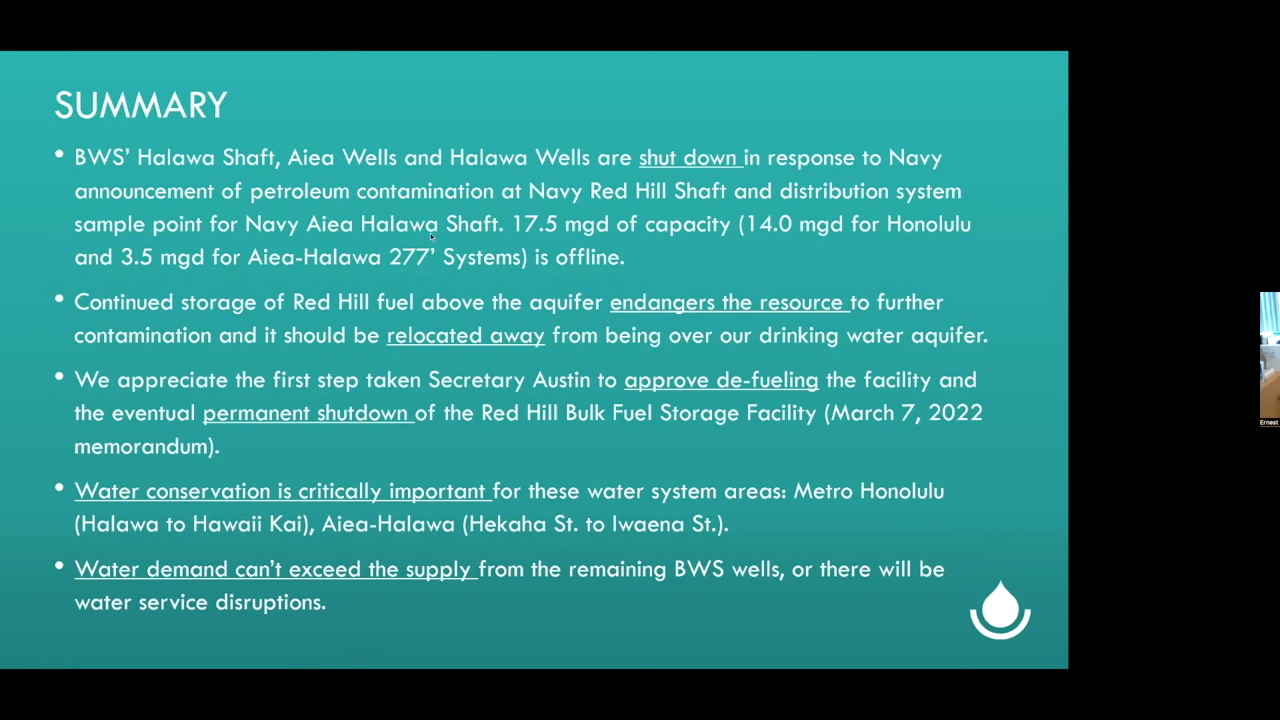 SUMMARY
• BWS’ Halawa Shaft, Aiea Wells and Halawa Wells are shut down in response to Navy
announcement of petroleum contamination at Navy Red Hill Shaft and distribution system
sample point for Navy Aiea Halawa Shaft. 17.5 mgd of capacity (14.0 mgd for Honolulu
and 3.5 mgd for Aiea-Halawa 277’ Systems) is offline.
• Continued storage of Red Hill fuel above the aquifer endangers the resource to further
contamination and it should be relocated away from being over our drinking water aquifer.
• We appreciate the first step taken Secretary Austin to approve de-fueling the facility and
the eventual permanent shutdown of the Red Hill Bulk Fuel Storage Facility (March 7, 2022
memorandum).
• Water conservation is critically important for these water system areas: Metro Honolulu
(Halawa to Hawaii Kai), Aiea-Halawa (Hekaha St. to Iwaena St.).
• Water demand can’t exceed the supply from the remaining BWS wells, or there will be
water service disruptions.
Ernest